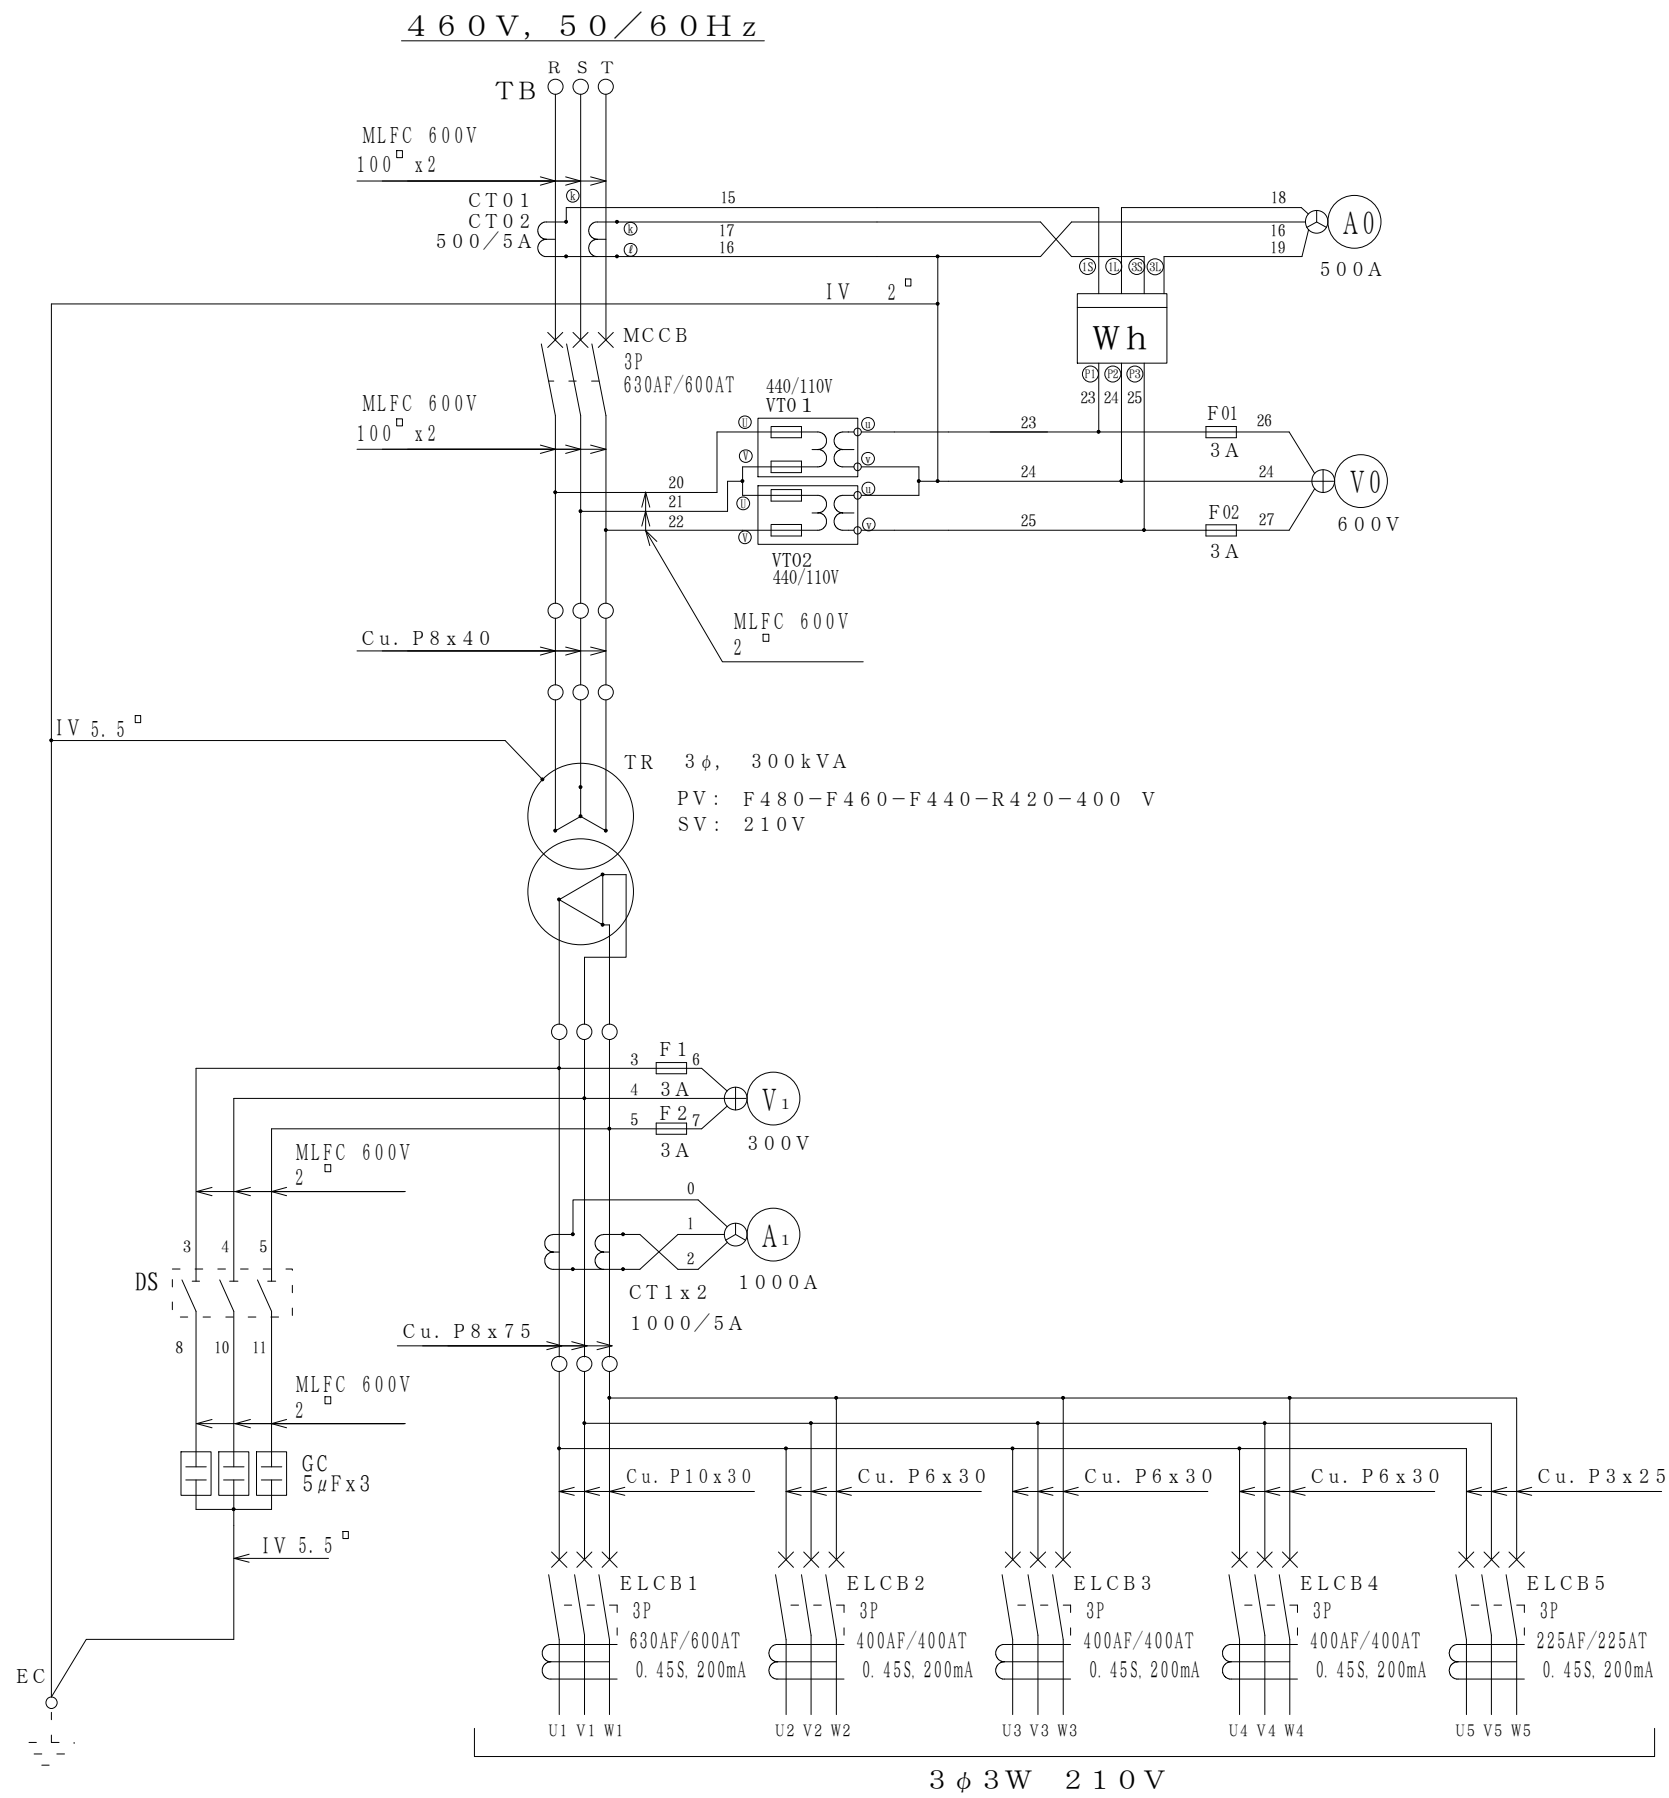 460V, 50/60Hz
R S T
TB
MLFC 600V
100□ x2
CT01
CT02
500/5A
k
k
ℓ
15
17
16
18
16
19
A0
500A
1S 1L 3S 3L
IV 2□
Wh
MCCB
3P
630AF/600AT
P1 P2 P3
23 24 25
MLFC 600V
100□ x2
440/110V
VT01
U
V
u
v
23
F01
26
3A
20
21
22
U
V
u
v
24
24
V0
600V
25
F02
27
3A
VT02
440/110V
MLFC 600V
2□
Cu. P8x40
IV 5.5□
TR 3φ, 300kVA
PV: F480-F460-F440-R420-400 V
SV: 210V
3
F1
6
3A
4
V1
300V
5
F2
7
3A
MLFC 600V
2□
0
1
2
A1
1000A
CT1x2
1000/5A
3 4 5
DS
8 10 11
Cu. P8x75
MLFC 600V
2□
GC
5μFx3
Cu. P10x30
Cu. P6x30
Cu. P6x30
Cu. P6x30
Cu. P3x25
IV 5.5□
ELCB1
3P
630AF/600AT
0.45S, 200mA
ELCB2
3P
400AF/400AT
0.45S, 200mA
ELCB3
3P
400AF/400AT
0.45S, 200mA
ELCB4
3P
400AF/400AT
0.45S, 200mA
ELCB5
3P
225AF/225AT
0.45S, 200mA
EC
U1 V1 W1
U2 V2 W2
U3 V3 W3
U4 V4 W4
U5 V5 W5
3φ3W 210V